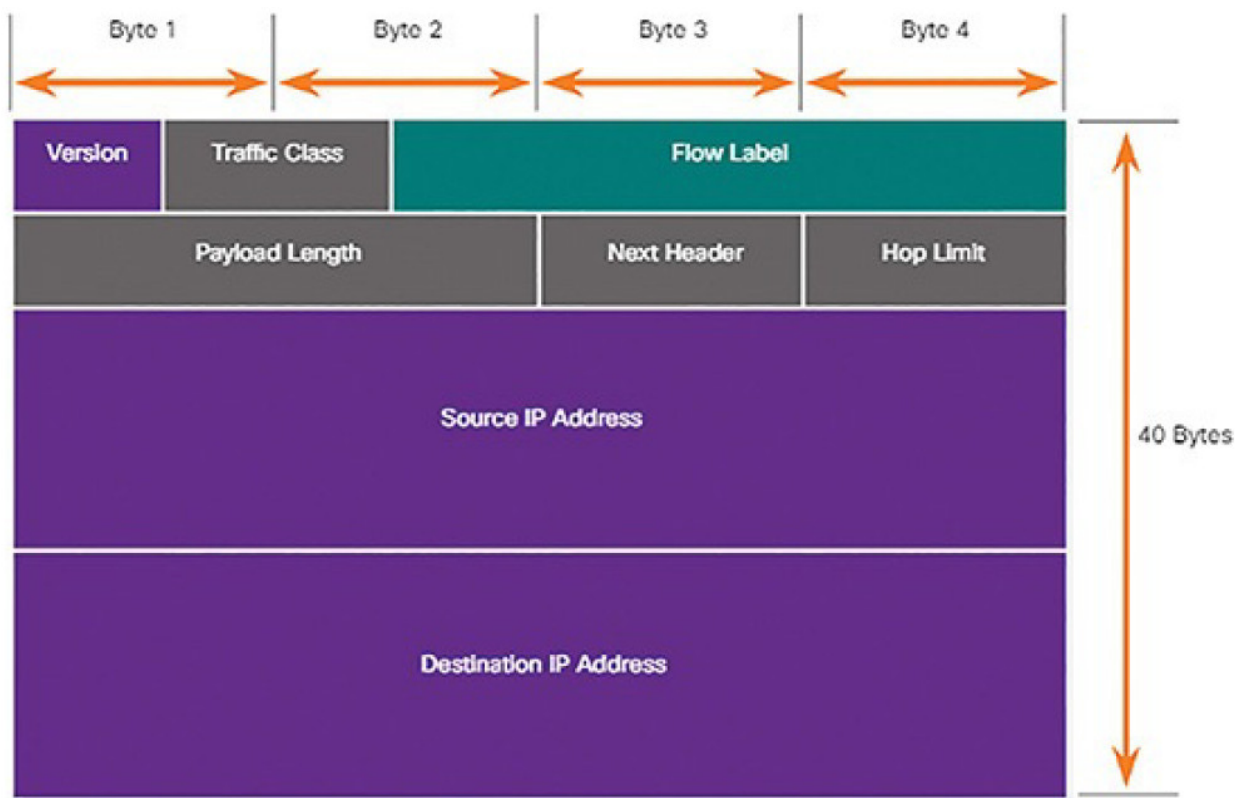 Byte 1 Byte 2 Byte 3 Byte 4
Version Traffic Class Flow Label
Payload Length Next Header Hop Limit
Source IP Address
40 Bytes
Destination IP Address